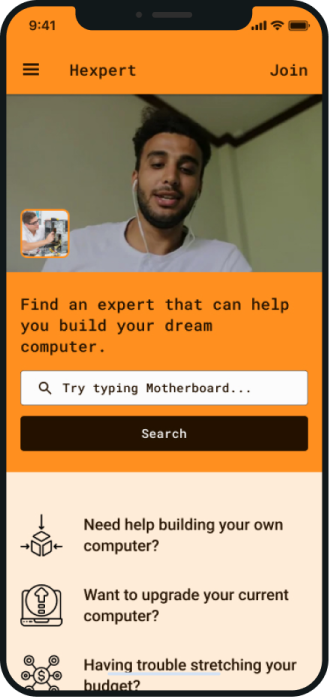 9:41
Hexpert
Join
Find an expert that can help
you build your dream
computer.
Try typing Motherboard...
Search
Need help building your own
computer?
Want to upgrade your current
computer?
Having trouble stretching your
budget?